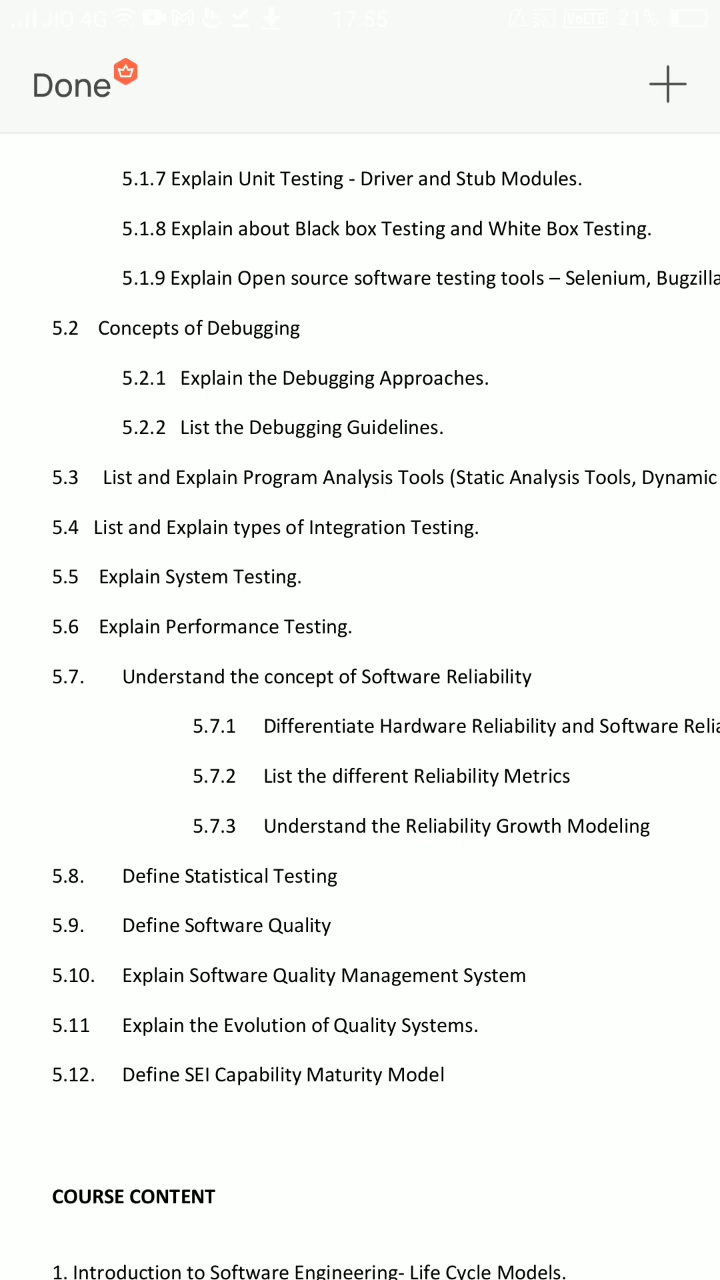 JIO 4G 17:55 VoLTE 21%
Done
5.1.7 Explain Unit Testing - Driver and Stub Modules.
5.1.8 Explain about Black box Testing and White Box Testing.
5.1.9 Explain Open source software testing tools – Selenium, Bugzilla
5.2 Concepts of Debugging
5.2.1 Explain the Debugging Approaches.
5.2.2 List the Debugging Guidelines.
5.3 List and Explain Program Analysis Tools (Static Analysis Tools, Dynamic
5.4 List and Explain types of Integration Testing.
5.5 Explain System Testing.
5.6 Explain Performance Testing.
5.7. Understand the concept of Software Reliability
5.7.1 Differentiate Hardware Reliability and Software Relia
5.7.2 List the different Reliability Metrics
5.7.3 Understand the Reliability Growth Modeling
5.8. Define Statistical Testing
5.9. Define Software Quality
5.10. Explain Software Quality Management System
5.11 Explain the Evolution of Quality Systems.
5.12. Define SEI Capability Maturity Model
COURSE CONTENT
1. Introduction to Software Engineering- Life Cycle Models.